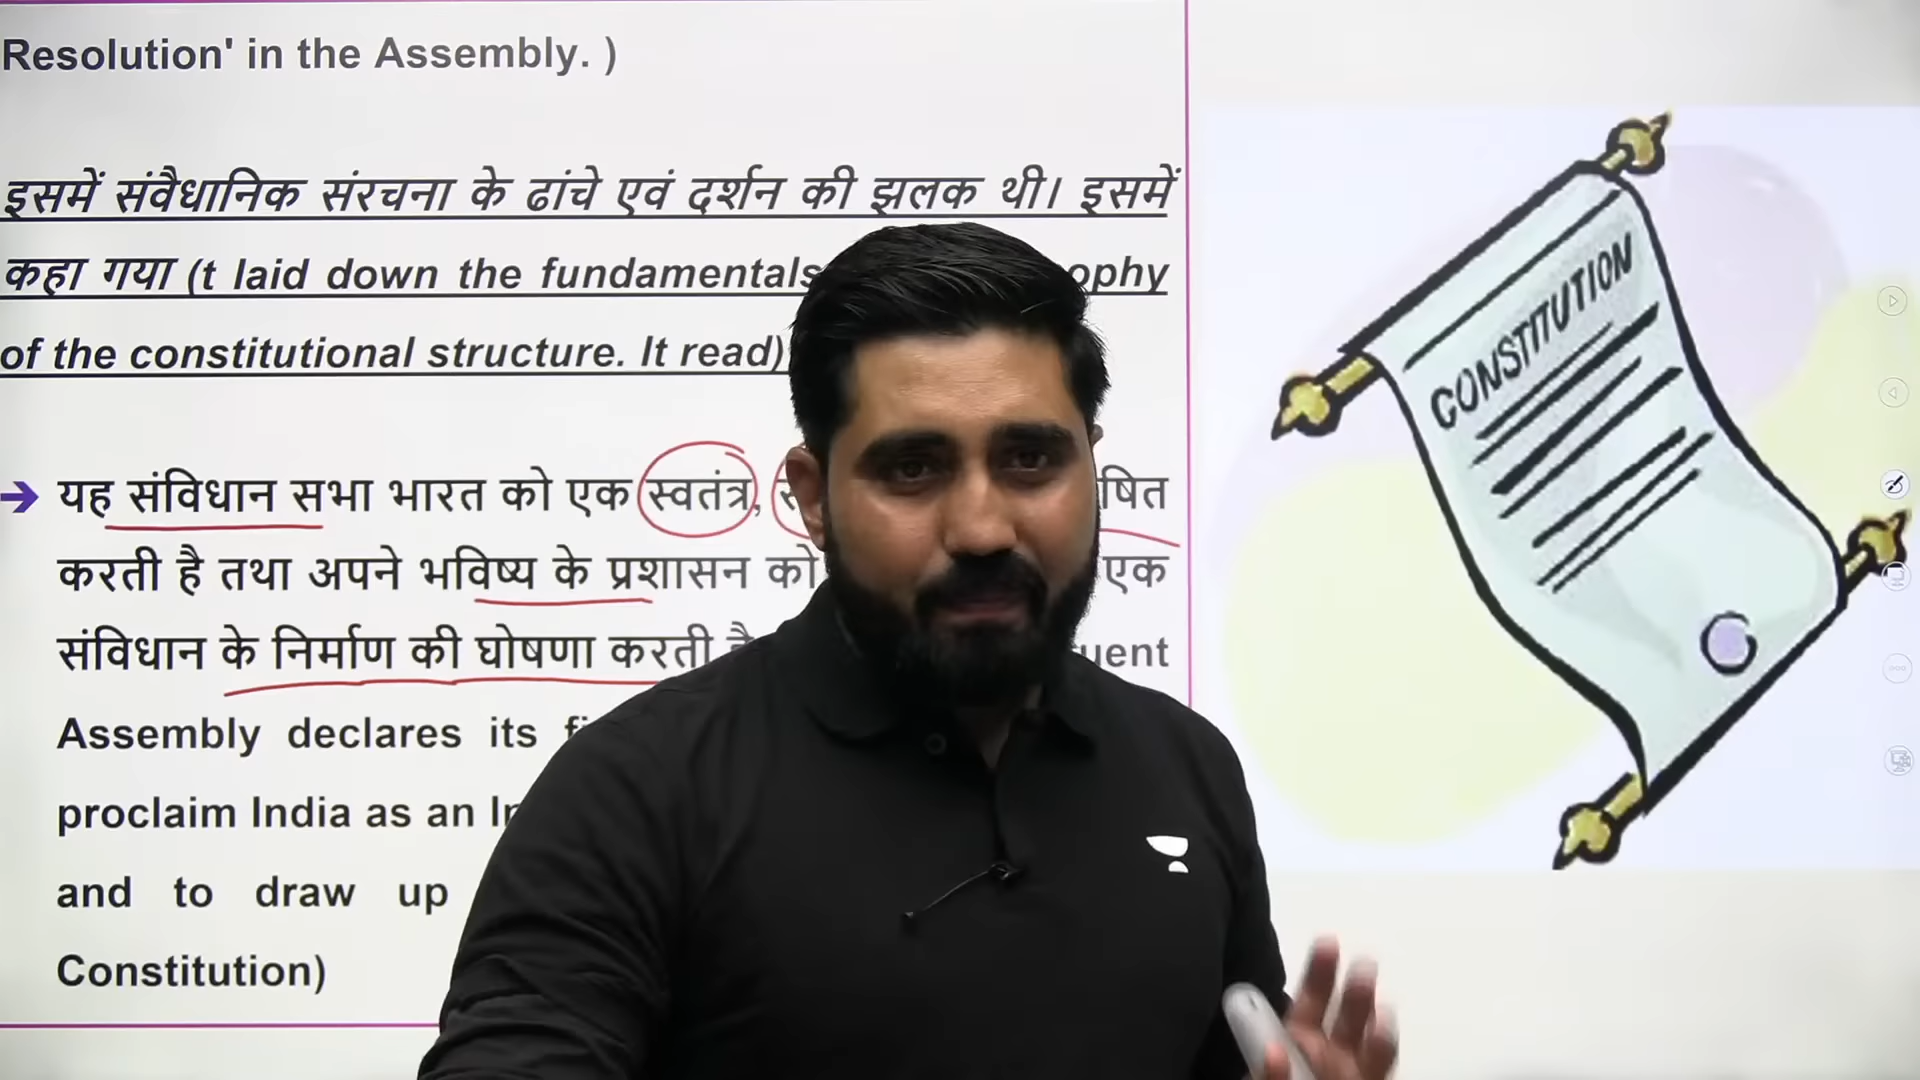 Resolution' in the Assembly. )
इसमें संवैधानिक संरचना के ढांचे एवं दर्शन की झलक थी। इसमें
कहा गया (t laid down the fundamentals
of the constitutional structure. It read)
यह संविधान सभा भारत को एक स्वतंत्र,
करती है तथा अपने भविष्य के प्रशासन को एक
संविधान के निर्माण की घोषणा करती
Assembly declares its
proclaim India as an
and to draw up
Constitution)
CONSTITUTION